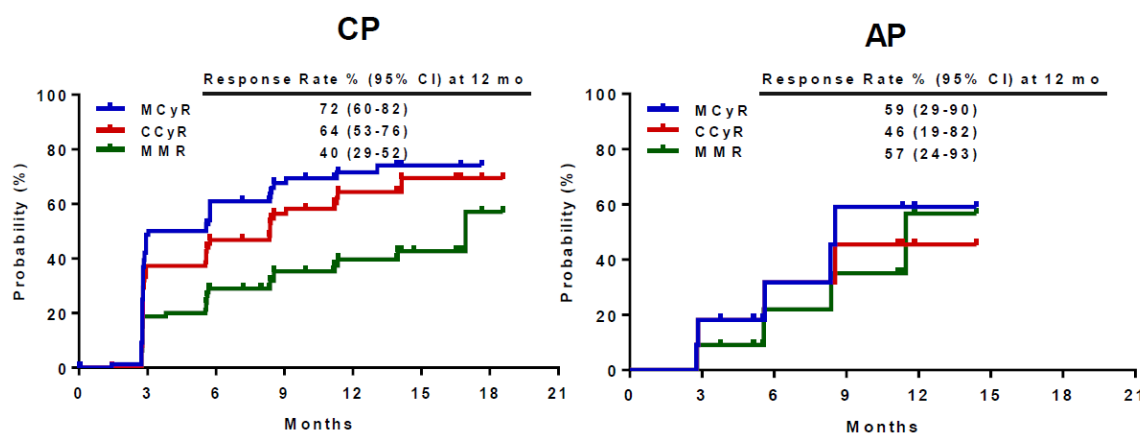 CP
Response Rate % (95% CI) at 12 mo
MCyR 72 (60-82)
CCyR 64 (53-76)
MMR 40 (29-52)
Probability (%)
100
80
60
40
20
0
0 3 6 9 12 15 18 21
Months
AP
Response Rate % (95% CI) at 12 mo
MCyR 59 (29-90)
CCyR 46 (19-82)
MMR 57 (24-93)
Probability (%)
100
80
60
40
20
0
0 3 6 9 12 15 18 21
Months